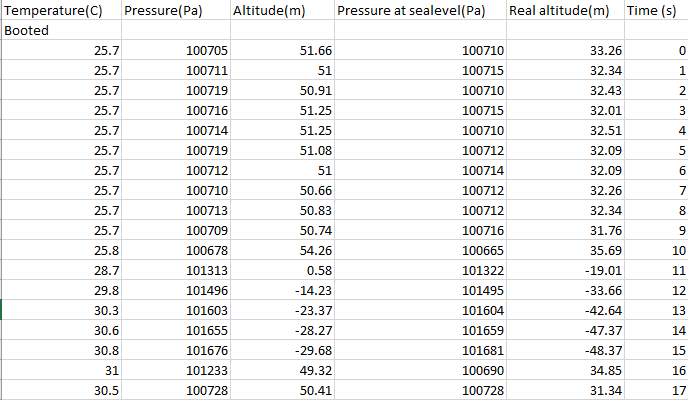 Temperature(C) Pressure(Pa) Altitude(m) Pressure at sealevel(Pa) Real altitude(m) Time (s)
Booted
25.7 100705 51.66 100710 33.26 0
25.7 100711 51 100715 32.34 1
25.7 100719 50.91 100710 32.43 2
25.7 100716 51.25 100715 32.01 3
25.7 100714 51.25 100710 32.51 4
25.7 100719 51.08 100712 32.09 5
25.7 100712 51 100714 32.09 6
25.7 100710 50.66 100712 32.26 7
25.7 100713 50.83 100712 32.34 8
25.7 100709 50.74 100716 31.76 9
25.8 100678 54.26 100665 35.69 10
28.7 101313 0.58 101322 -19.01 11
29.8 101496 -14.23 101495 -33.66 12
30.3 101603 -23.37 101604 -42.64 13
30.6 101655 -28.27 101659 -47.37 14
30.8 101676 -29.68 101681 -48.37 15
31 101233 49.32 100690 34.85 16
30.5 100728 50.41 100728 31.34 17